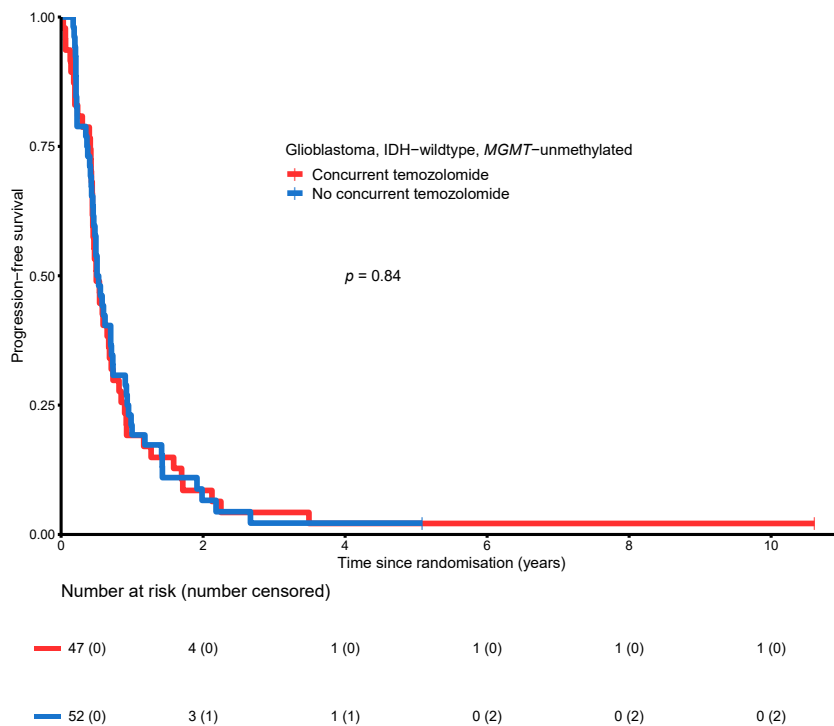 1.00
0.75
0.50
0.25
0.00
Progression−free survival
Glioblastoma, IDH−wildtype, MGMT−unmethylated
Concurrent temozolomide
No concurrent temozolomide
p = 0.84
0 2 4 6 8 10
Time since randomisation (years)
Number at risk (number censored)
47 (0) 4 (0) 1 (0) 1 (0) 1 (0) 1 (0)
52 (0) 3 (1) 1 (1) 0 (2) 0 (2) 0 (2)